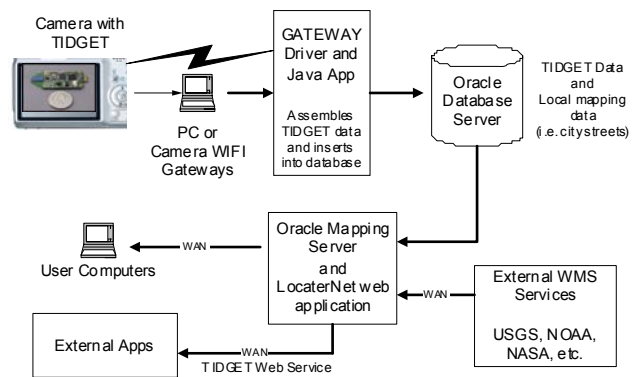 Camera with
TIDGET
PC or
Camera WIFI
Gateways
GATEWAY
Driver and
Java App
Assembles
TIDGET data
and inserts
into database
Oracle
Database
Server
TIDGET Data
and
Local mapping
data
(i.e. city streets)
User Computers
WAN
Oracle Mapping
Server
and
LocaterNet web
application
WAN
External WMS
Services
USGS, NOAA,
NASA, etc.
External Apps
WAN
TIDGET Web Service